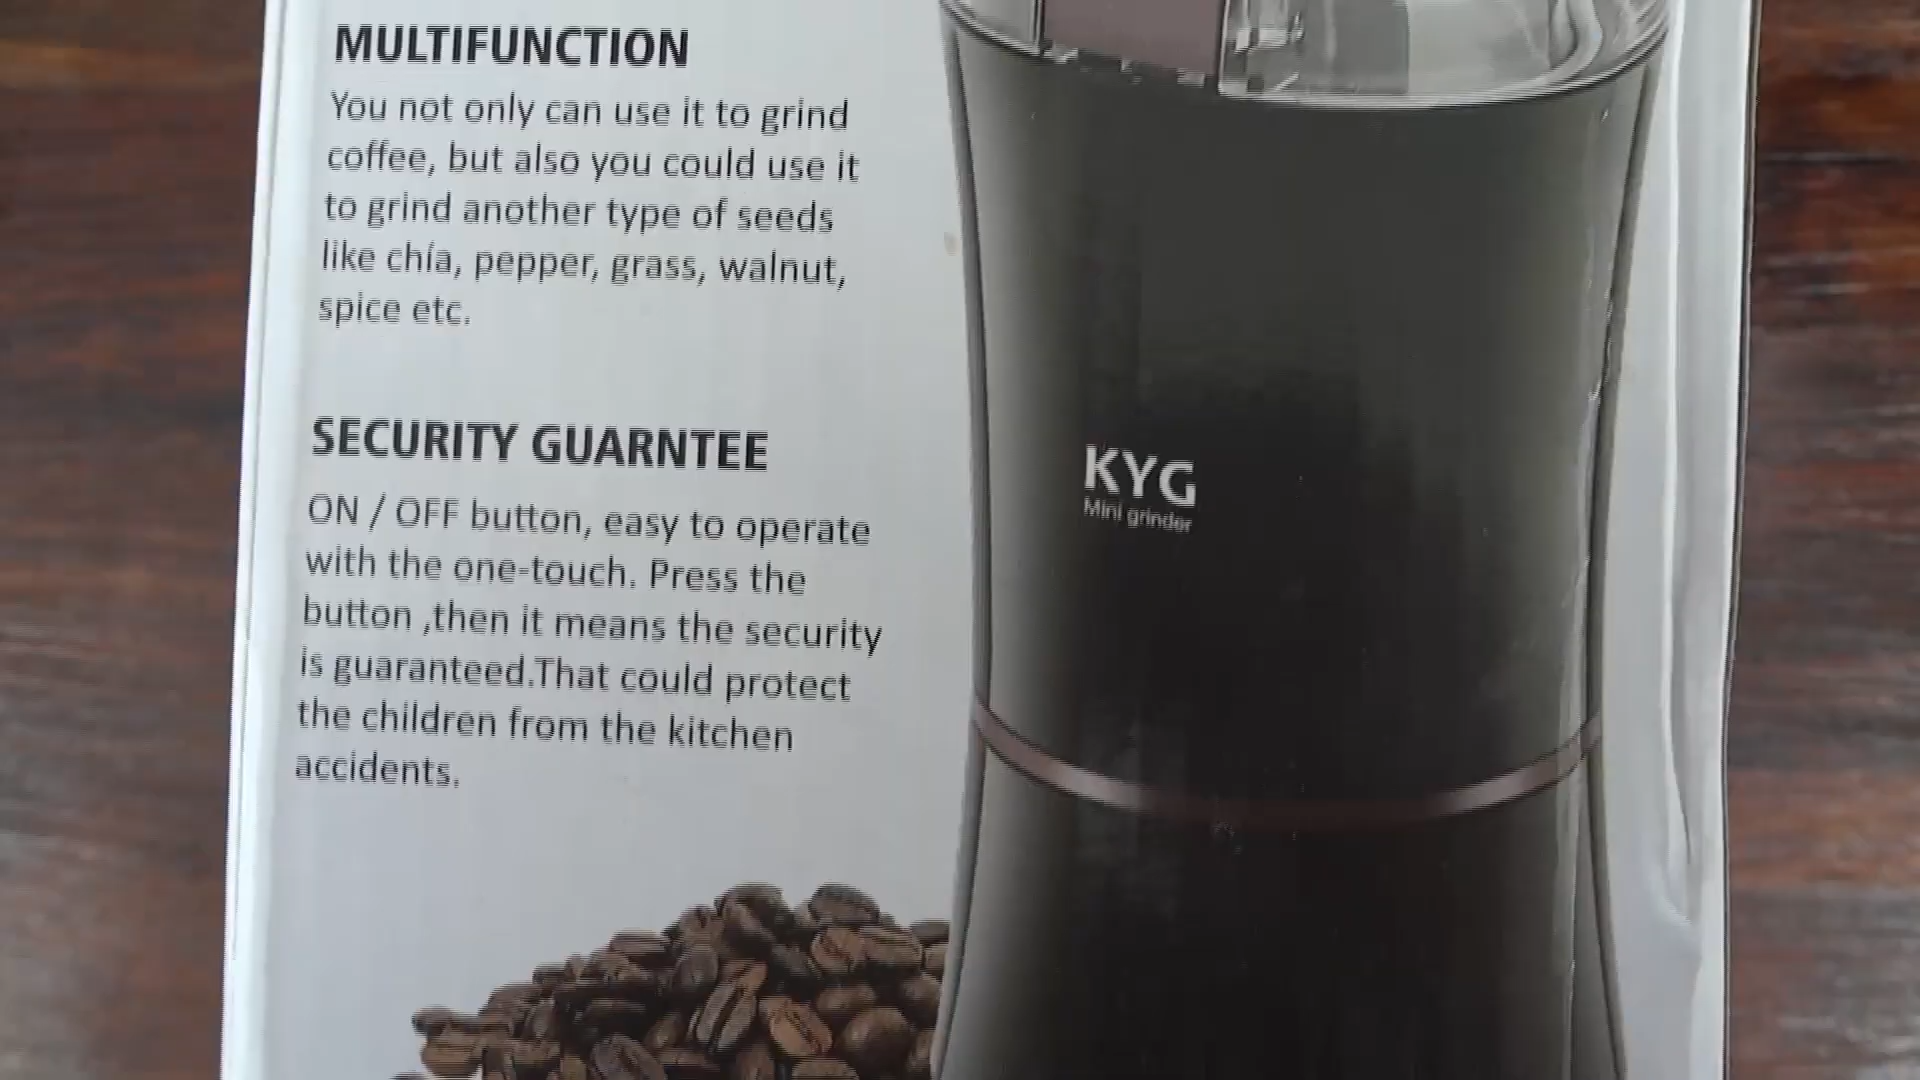 MULTIFUNCTION
You not only can use it to grind
coffee, but also you could use it
to grind another type of seeds
like chía, pepper, grass, walnut,
spice etc.
SECURITY GUARNTEE
ON / OFF button, easy to operate
with the one-touch. Press the
button ,then it means the security
is guaranteed.That could protect
the children from the kitchen
accidents.
KYG
Mini grinder